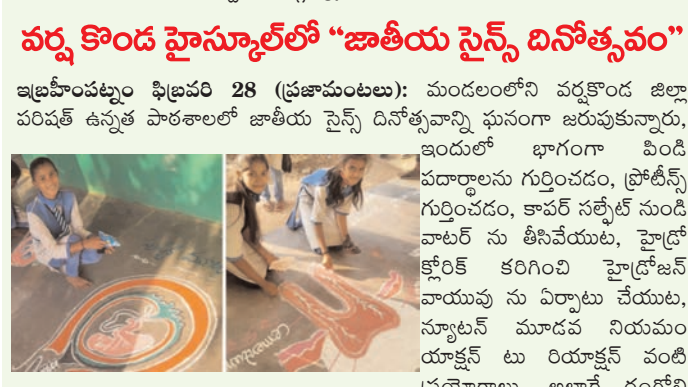 వర్ష కొండ హైస్కూల్‌లో “జాతీయ సైన్స్ దినోత్సవం”
ఇబ్రహీంపట్నం ఫిబ్రవరి 28 (ప్రజామంటలు): మండలంలోని వర్షకొండ జిల్లా
పరిషత్ ఉన్నత పాఠశాలలో జాతీయ సైన్స్ దినోత్సవాన్ని ఘనంగా జరుపుకున్నారు,
ఇందులో భాగంగా పిండి
పదార్థాలను గుర్తించడం, ప్రోటీన్స్
గుర్తించడం, కాపర్ సల్ఫేట్ నుండి
వాటర్ ను తీసివేయుట, హైడ్రో
క్లోరిక్ కరిగించి హైడ్రోజన్
వాయువు ను ఏర్పాటు చేయుట,
న్యూటన్ మూడవ నియమం
యాక్షన్ టు రియాక్షన్ వంటి